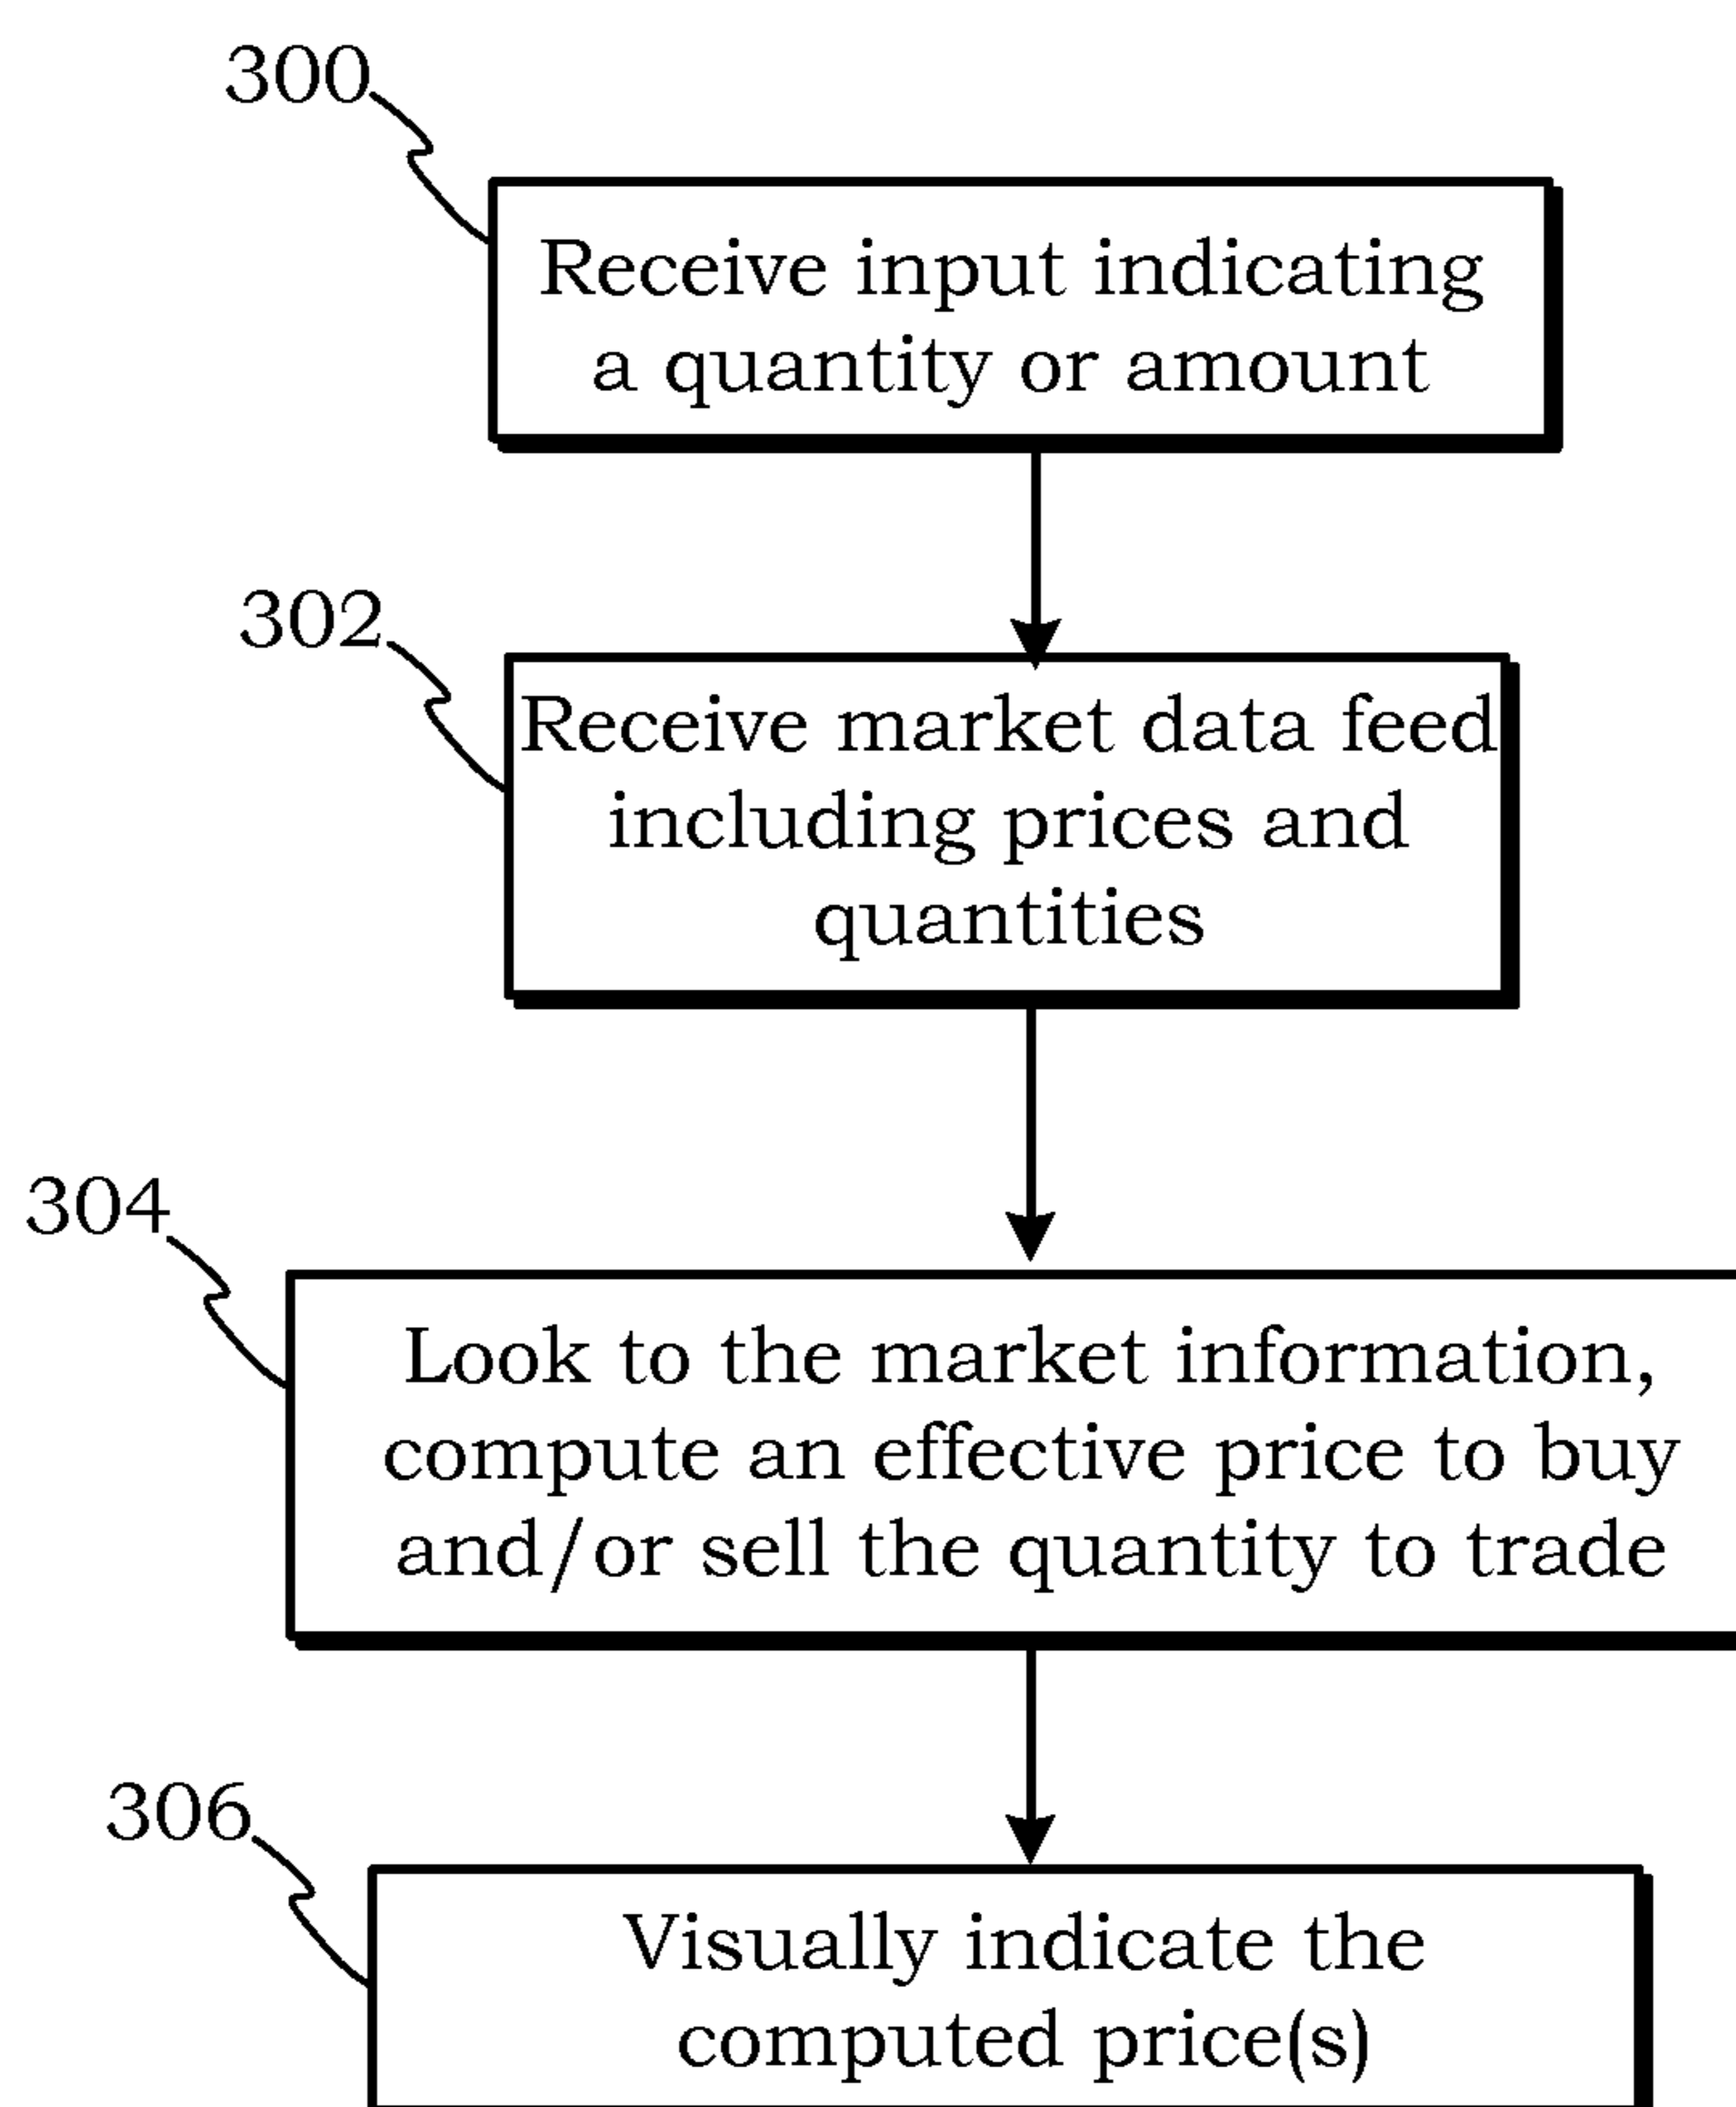 300
Receive input indicating
a quantity or amount
302
Receive market data feed
including prices and
quantities
304
Look to the market information,
compute an effective price to buy
and/or sell the quantity to trade
306
Visually indicate the
computed price(s)